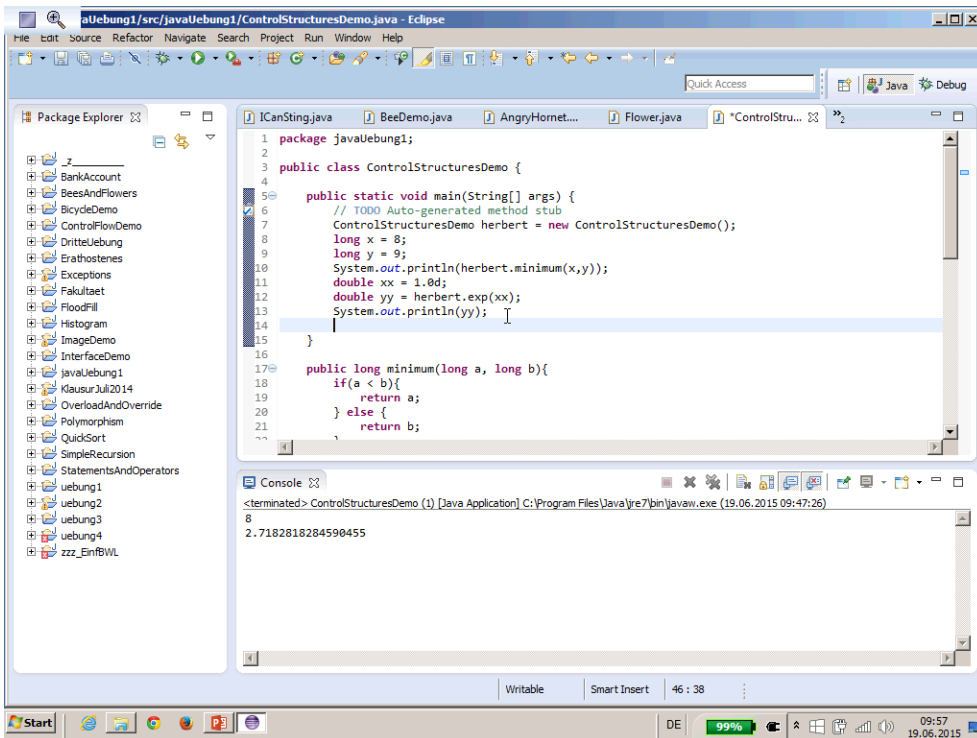 aUebung1/src/javaUebung1/ControlStructuresDemo.java - Eclipse
File Edit Source Refactor Navigate Search Project Run Window Help
Quick Access
Java
Debug
Package Explorer
_z_________
BankAccount
BeesAndFlowers
BicycleDemo
ControlFlowDemo
DritteUebung
Erathostenes
Exceptions
Fakultaet
FloodFill
Histogram
ImageDemo
InterfaceDemo
javaUebung1
KlausurJuli2014
OverloadAndOverride
Polymorphism
QuickSort
SimpleRecursion
StatementsAndOperators
uebung1
uebung2
uebung3
uebung4
zzz_EinfBWL
ICanSting.java
BeeDemo.java
AngryHornet....
Flower.java
*ControlStru...
»2
1 package javaUebung1;
2
3 public class ControlStructuresDemo {
4
5 public static void main(String[] args) {
6 // TODO Auto-generated method stub
7 ControlStructuresDemo herbert = new ControlStructuresDemo();
8 long x = 8;
9 long y = 9;
10 System.out.println(herbert.minimum(x,y));
11 double xx = 1.0d;
12 double yy = herbert.exp(xx);
13 System.out.println(yy);
14
15 }
16
17 public long minimum(long a, long b){
18 if(a < b){
19 return a;
20 } else {
21 return b;
Console
<terminated> ControlStructuresDemo (1) [Java Application] C:\Program Files\Java\jre7\bin\javaw.exe (19.06.2015 09:47:26)
8
2.7182818284590455
Writable
Smart Insert
46 : 38
Start
DE
99%
09:57
19.06.2015